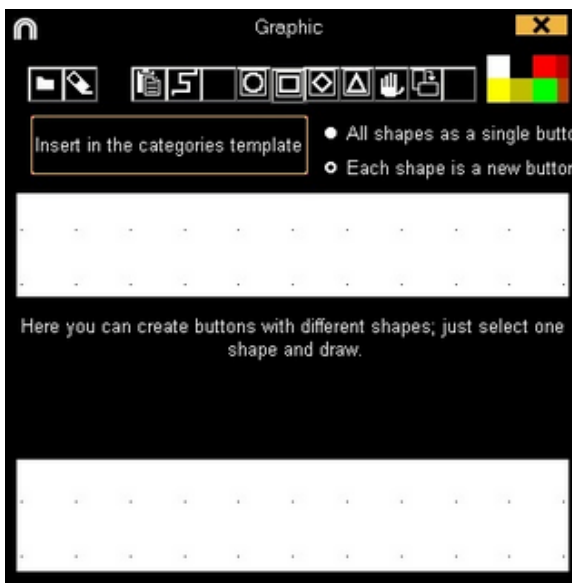 Graphic
Insert in the categories template
All shapes as a single butto
Each shape is a new button
Here you can create buttons with different shapes; just select one
shape and draw.